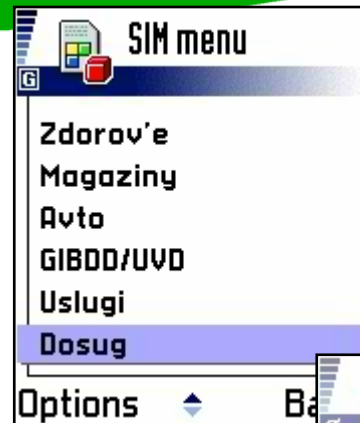 SIM menu
G
Zdorov'e
Magaziny
Avto
GIBDD/UVD
Uslugi
Dosug
Options